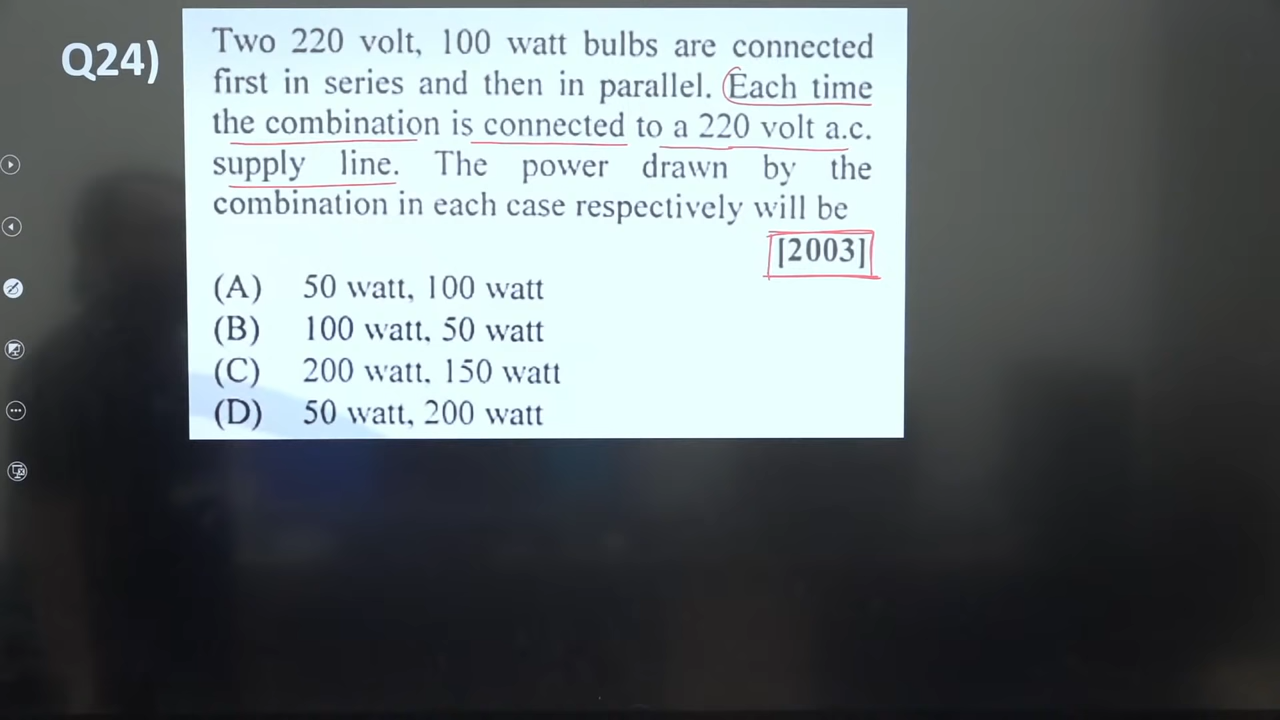 Q24)
Two 220 volt, 100 watt bulbs are connected
first in series and then in parallel. Each time
the combination is connected to a 220 volt a.c.
supply line. The power drawn by the
combination in each case respectively will be
[2003]
(A) 50 watt, 100 watt
(B) 100 watt, 50 watt
(C) 200 watt, 150 watt
(D) 50 watt, 200 watt